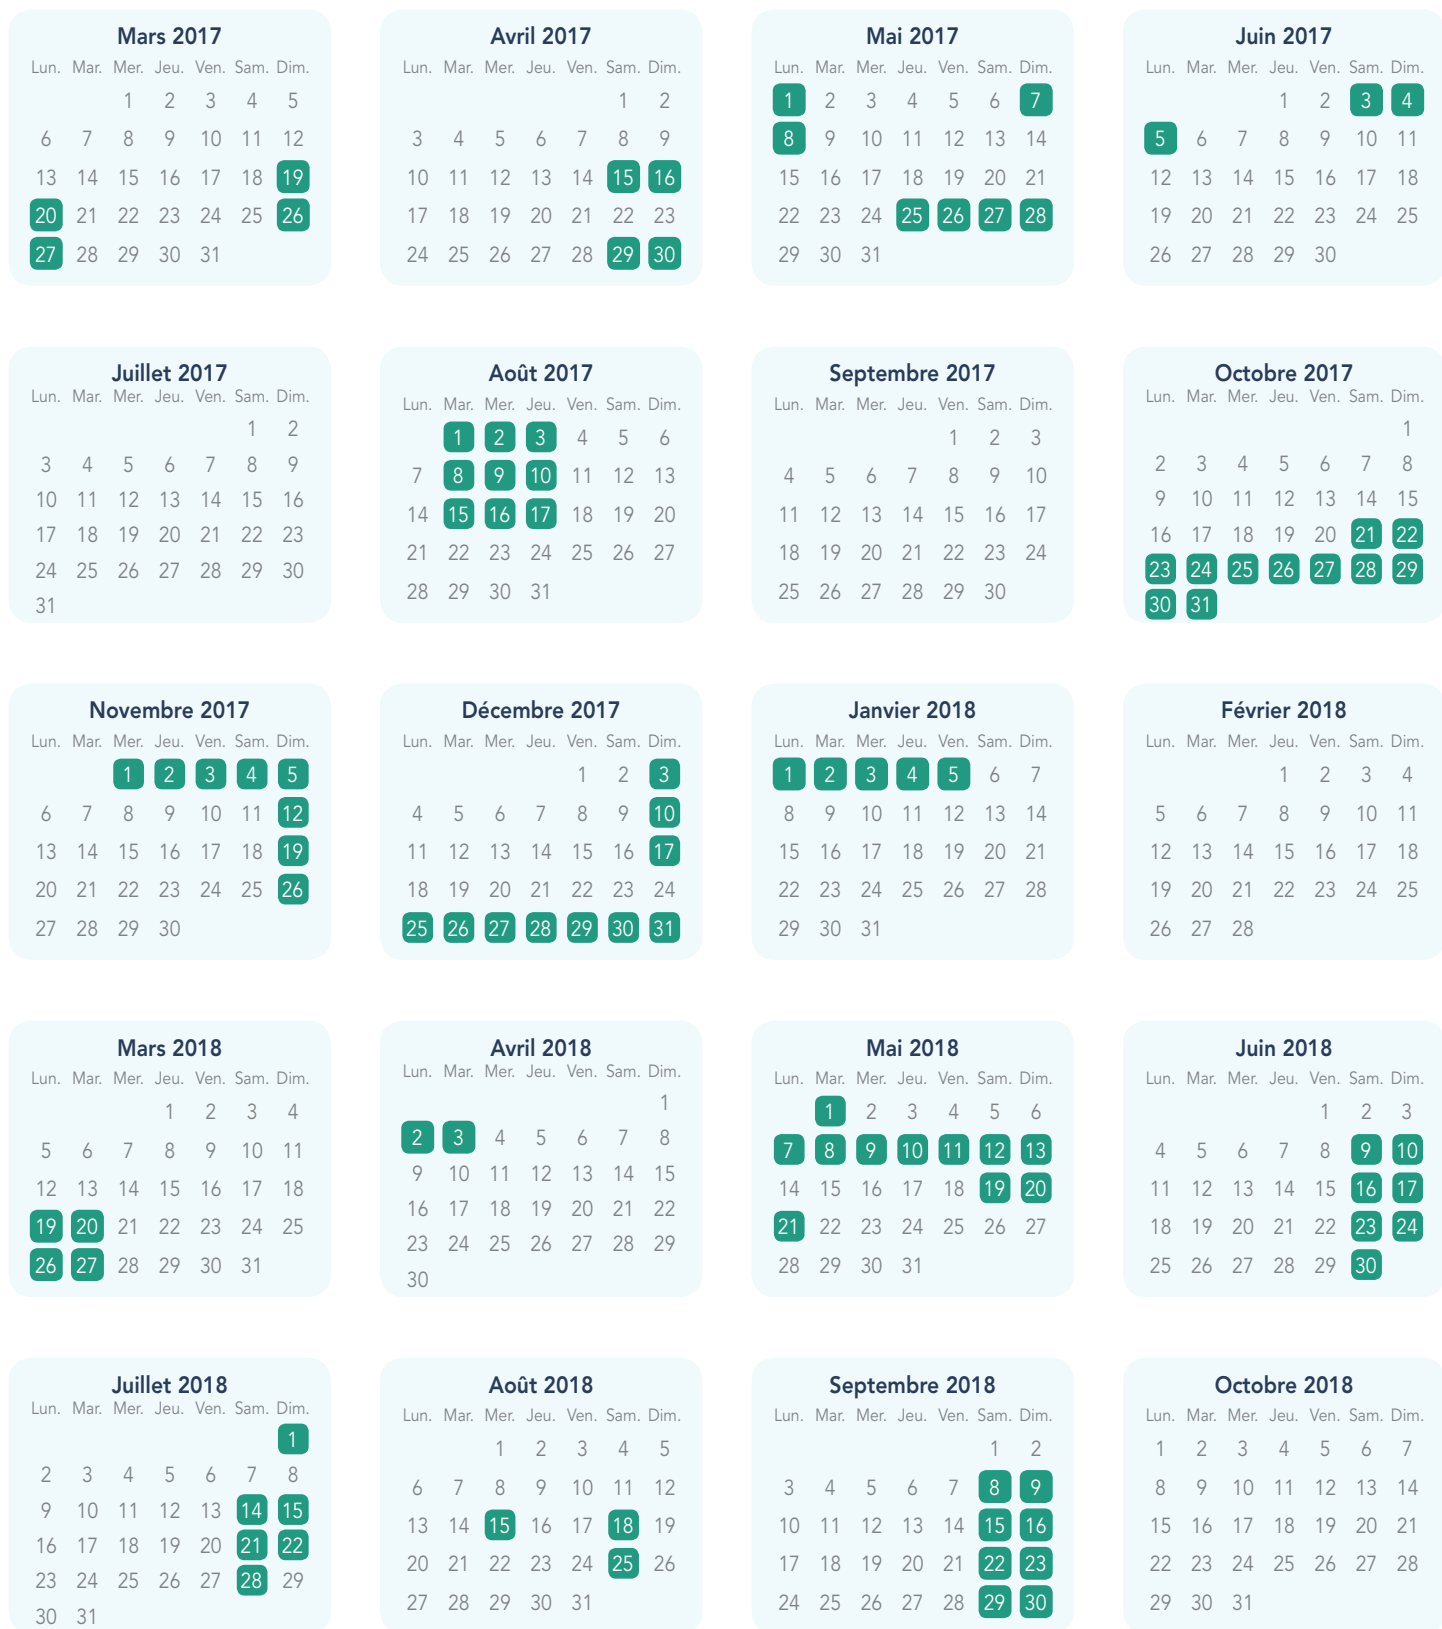 Mars 2017
Lun. Mar. Mer. Jeu. Ven. Sam. Dim.
1 2 3 4 5
6 7 8 9 10 11 12
13 14 15 16 17 18 19
20 21 22 23 24 25 26
27 28 29 30 31
Avril 2017
Lun. Mar. Mer. Jeu. Ven. Sam. Dim.
1 2
3 4 5 6 7 8 9
10 11 12 13 14 15 16
17 18 19 20 21 22 23
24 25 26 27 28 29 30
Mai 2017
Lun. Mar. Mer. Jeu. Ven. Sam. Dim.
1 2 3 4 5 6 7
8 9 10 11 12 13 14
15 16 17 18 19 20 21
22 23 24 25 26 27 28
29 30 31
Juin 2017
Lun. Mar. Mer. Jeu. Ven. Sam. Dim.
1 2 3 4
5 6 7 8 9 10 11
12 13 14 15 16 17 18
19 20 21 22 23 24 25
26 27 28 29 30
Juillet 2017
Lun. Mar. Mer. Jeu. Ven. Sam. Dim.
1 2
3 4 5 6 7 8 9
10 11 12 13 14 15 16
17 18 19 20 21 22 23
24 25 26 27 28 29 30
31
Août 2017
Lun. Mar. Mer. Jeu. Ven. Sam. Dim.
1 2 3 4 5 6
7 8 9 10 11 12 13
14 15 16 17 18 19 20
21 22 23 24 25 26 27
28 29 30 31
Septembre 2017
Lun. Mar. Mer. Jeu. Ven. Sam. Dim.
1 2 3
4 5 6 7 8 9 10
11 12 13 14 15 16 17
18 19 20 21 22 23 24
25 26 27 28 29 30
Octobre 2017
Lun. Mar. Mer. Jeu. Ven. Sam. Dim.
1
2 3 4 5 6 7 8
9 10 11 12 13 14 15
16 17 18 19 20 21 22
23 24 25 26 27 28 29
30 31
Novembre 2017
Lun. Mar. Mer. Jeu. Ven. Sam. Dim.
1 2 3 4 5
6 7 8 9 10 11 12
13 14 15 16 17 18 19
20 21 22 23 24 25 26
27 28 29 30
Décembre 2017
Lun. Mar. Mer. Jeu. Ven. Sam. Dim.
1 2 3
4 5 6 7 8 9 10
11 12 13 14 15 16 17
18 19 20 21 22 23 24
25 26 27 28 29 30 31
Janvier 2018
Lun. Mar. Mer. Jeu. Ven. Sam. Dim.
1 2 3 4 5 6 7
8 9 10 11 12 13 14
15 16 17 18 19 20 21
22 23 24 25 26 27 28
29 30 31
Février 2018
Lun. Mar. Mer. Jeu. Ven. Sam. Dim.
1 2 3 4
5 6 7 8 9 10 11
12 13 14 15 16 17 18
19 20 21 22 23 24 25
26 27 28
Mars 2018
Lun. Mar. Mer. Jeu. Ven. Sam. Dim.
1 2 3 4
5 6 7 8 9 10 11
12 13 14 15 16 17 18
19 20 21 22 23 24 25
26 27 28 29 30 31
Avril 2018
Lun. Mar. Mer. Jeu. Ven. Sam. Dim.
1
2 3 4 5 6 7 8
9 10 11 12 13 14 15
16 17 18 19 20 21 22
23 24 25 26 27 28 29
30
Mai 2018
Lun. Mar. Mer. Jeu. Ven. Sam. Dim.
1 2 3 4 5 6
7 8 9 10 11 12 13
14 15 16 17 18 19 20
21 22 23 24 25 26 27
28 29 30 31
Juin 2018
Lun. Mar. Mer. Jeu. Ven. Sam. Dim.
1 2 3
4 5 6 7 8 9 10
11 12 13 14 15 16 17
18 19 20 21 22 23 24
25 26 27 28 29 30
Juillet 2018
Lun. Mar. Mer. Jeu. Ven. Sam. Dim.
1
2 3 4 5 6 7 8
9 10 11 12 13 14 15
16 17 18 19 20 21 22
23 24 25 26 27 28 29
30 31
Août 2018
Lun. Mar. Mer. Jeu. Ven. Sam. Dim.
1 2 3 4 5
6 7 8 9 10 11 12
13 14 15 16 17 18 19
20 21 22 23 24 25 26
27 28 29 30 31
Septembre 2018
Lun. Mar. Mer. Jeu. Ven. Sam. Dim.
1 2
3 4 5 6 7 8 9
10 11 12 13 14 15 16
17 18 19 20 21 22 23
24 25 26 27 28 29 30
Octobre 2018
Lun. Mar. Mer. Jeu. Ven. Sam. Dim.
1 2 3 4 5 6 7
8 9 10 11 12 13 14
15 16 17 18 19 20 21
22 23 24 25 26 27 28
29 30 31